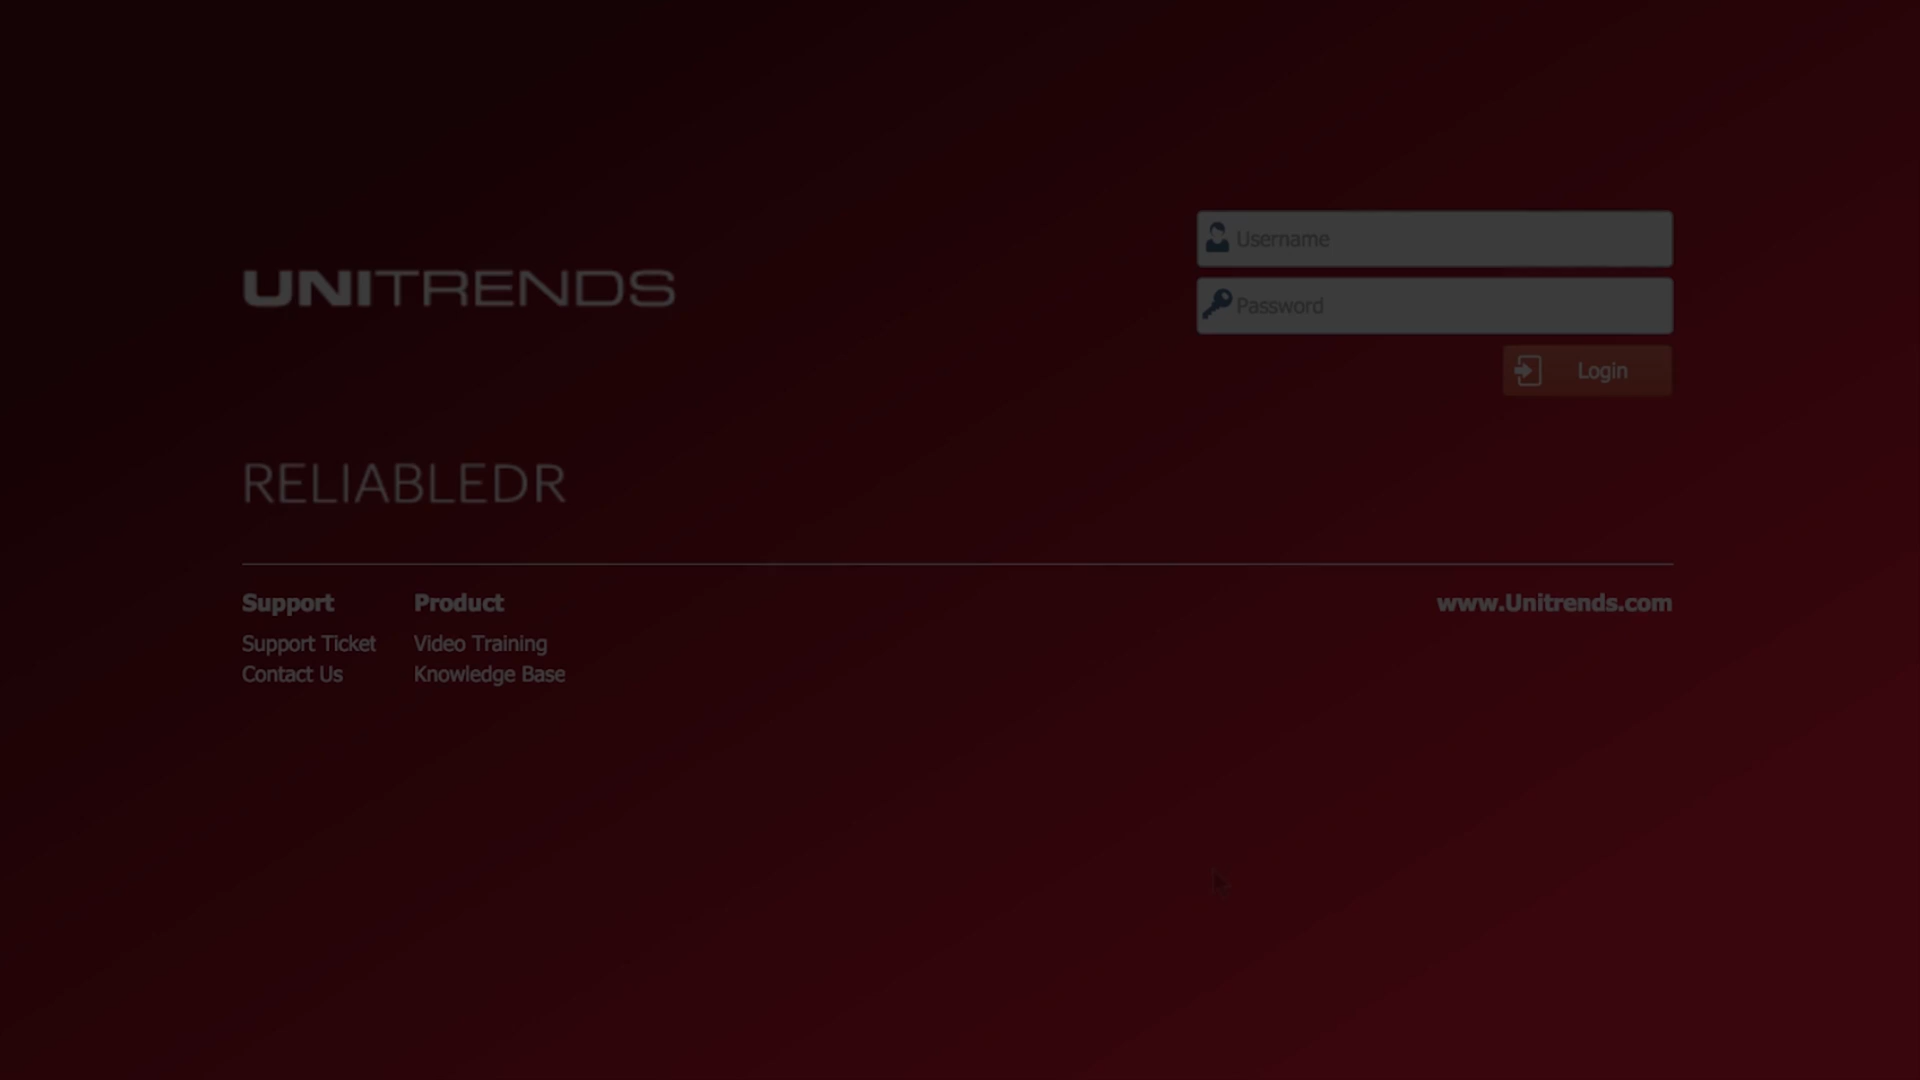 UNITRENDS
Username
Password
Login
RELIABLEDR
Support
Support Ticket
Contact Us
Product
Video Training
Knowledge Base
www.Unitrends.com